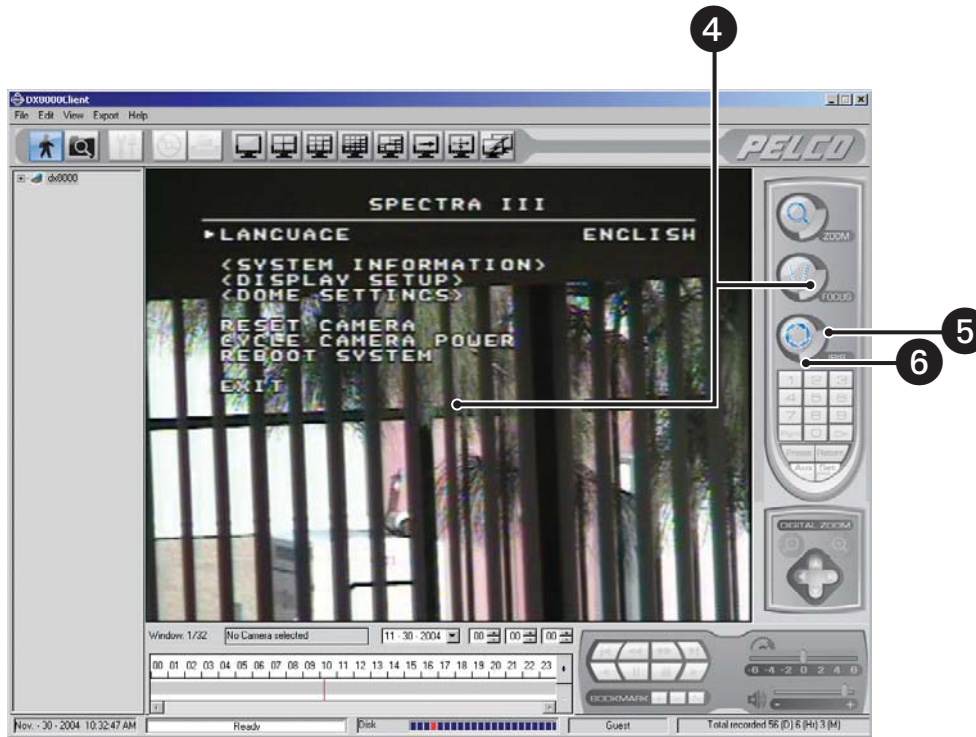 4
DX8000Client
File Edit View Export Help
PELCO
dx8000
SPECTRA III
LANGUAGE ENGLISH
<SYSTEM INFORMATION>
<DISPLAY SETUP>
<DOME SETTINGS>
RESET CAMERA
CYCLE CAMERA POWER
REBOOT SYSTEM
EXIT
ZOOM
FOCUS
5
6
1 2 3
4 5 6
7 8 9
0
Preset Pattern
Aux
DIGITAL ZOOM
Window: 1/32 No Camera selected 11 - 30 - 2004 00 00 00
00 01 02 03 04 05 06 07 08 09 10 11 12 13 14 15 16 17 18 19 20 21 22 23
-6 -4 -2 0 2 4 6
BOOKMARK + - ~
- +
Nov. - 30 - 2004 10:32:47 AM Ready Disk Guest Total recorded 56 (D) 6 (Hr) 3 (M)